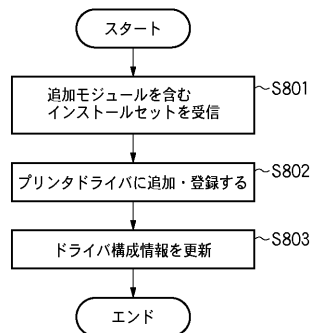 スタート
追加モジュールを含む
インストールセットを受信
S801
プリンタドライバに追加・登録する
S802
ドライバ構成情報を更新
S803
エンド